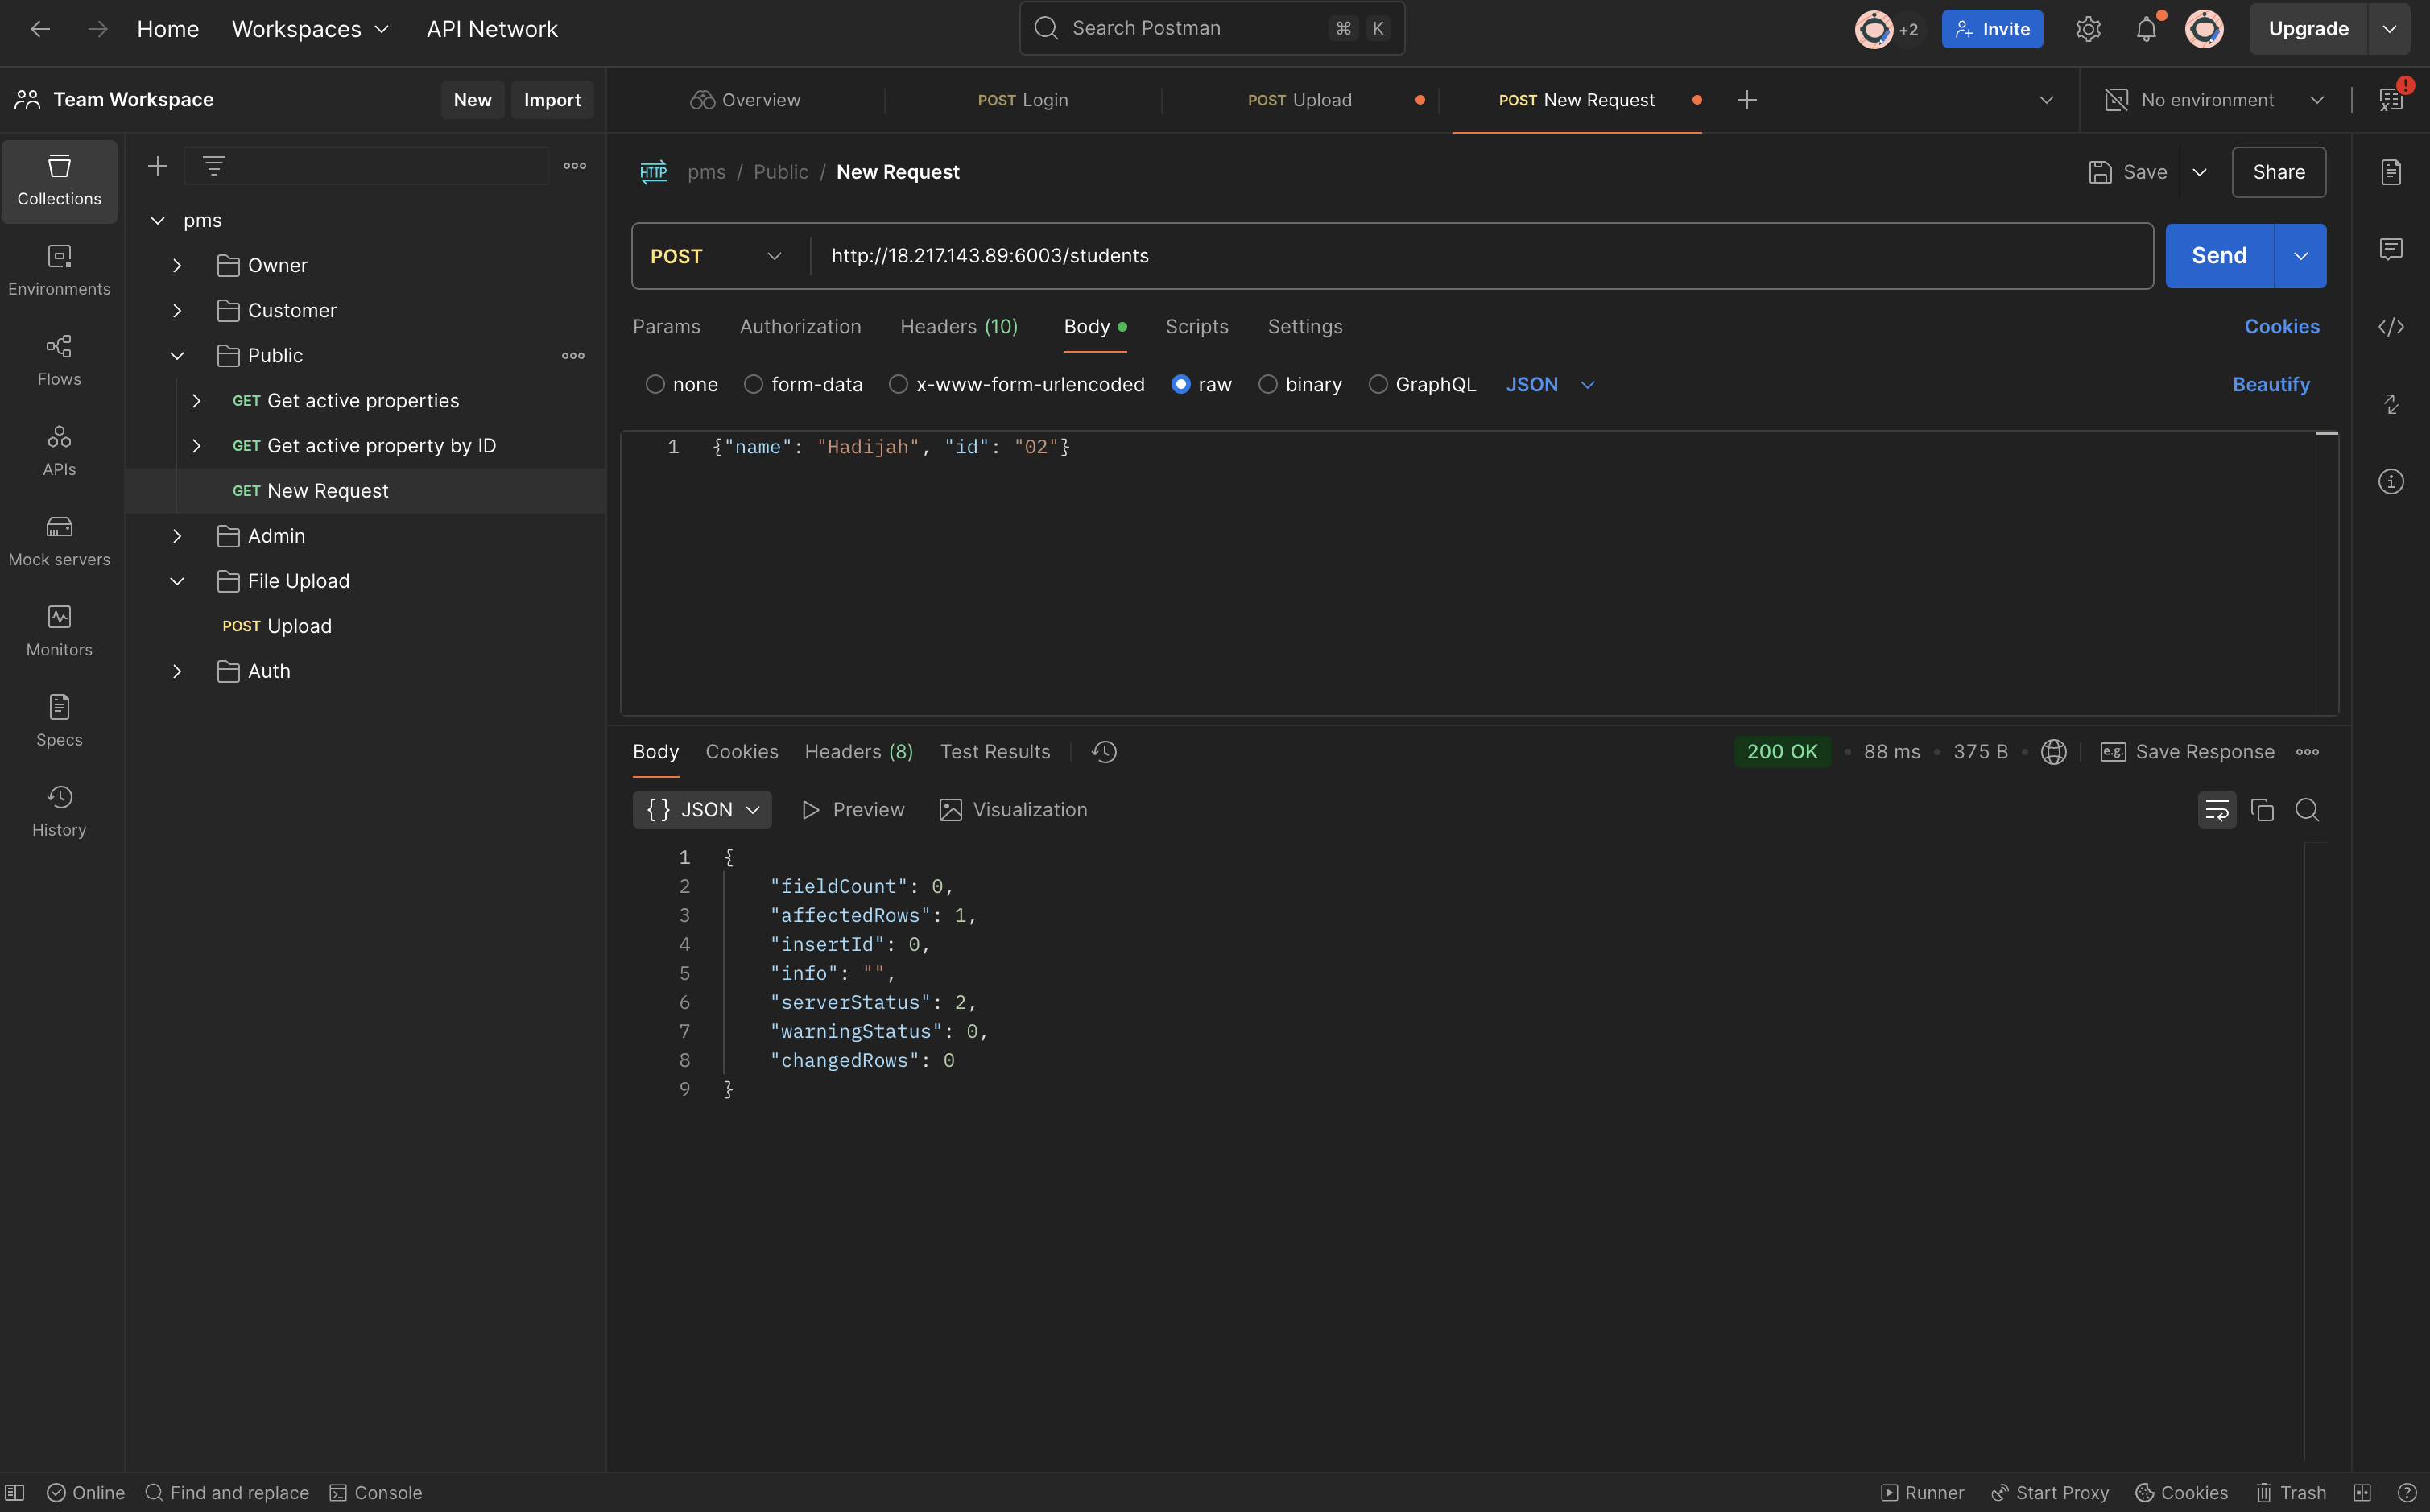 Home Workspaces API Network Search Postman ⌘ K +2 Invite Upgrade
Team Workspace New Import Overview POST Login POST Upload POST New Request No environment
Collections
Environments
Flows
APIs
Mock servers
Monitors
Specs
History
pms
Owner
Customer
Public
GET Get active properties
GET Get active property by ID
GET New Request
Admin
File Upload
POST Upload
Auth
HTTP pms / Public / New Request Save Share
POST http://18.217.143.89:6003/students Send
Params Authorization Headers (10) Body Scripts Settings Cookies
none form-data x-www-form-urlencoded raw binary GraphQL JSON Beautify
1 {"name": "Hadijah", "id": "02"}
Body Cookies Headers (8) Test Results 200 OK • 88 ms • 375 B • e.g. Save Response
{} JSON Preview Visualization
1 {
2 "fieldCount": 0,
3 "affectedRows": 1,
4 "insertId": 0,
5 "info": "",
6 "serverStatus": 2,
7 "warningStatus": 0,
8 "changedRows": 0
9 }
Online Find and replace Console Runner Start Proxy Cookies Trash